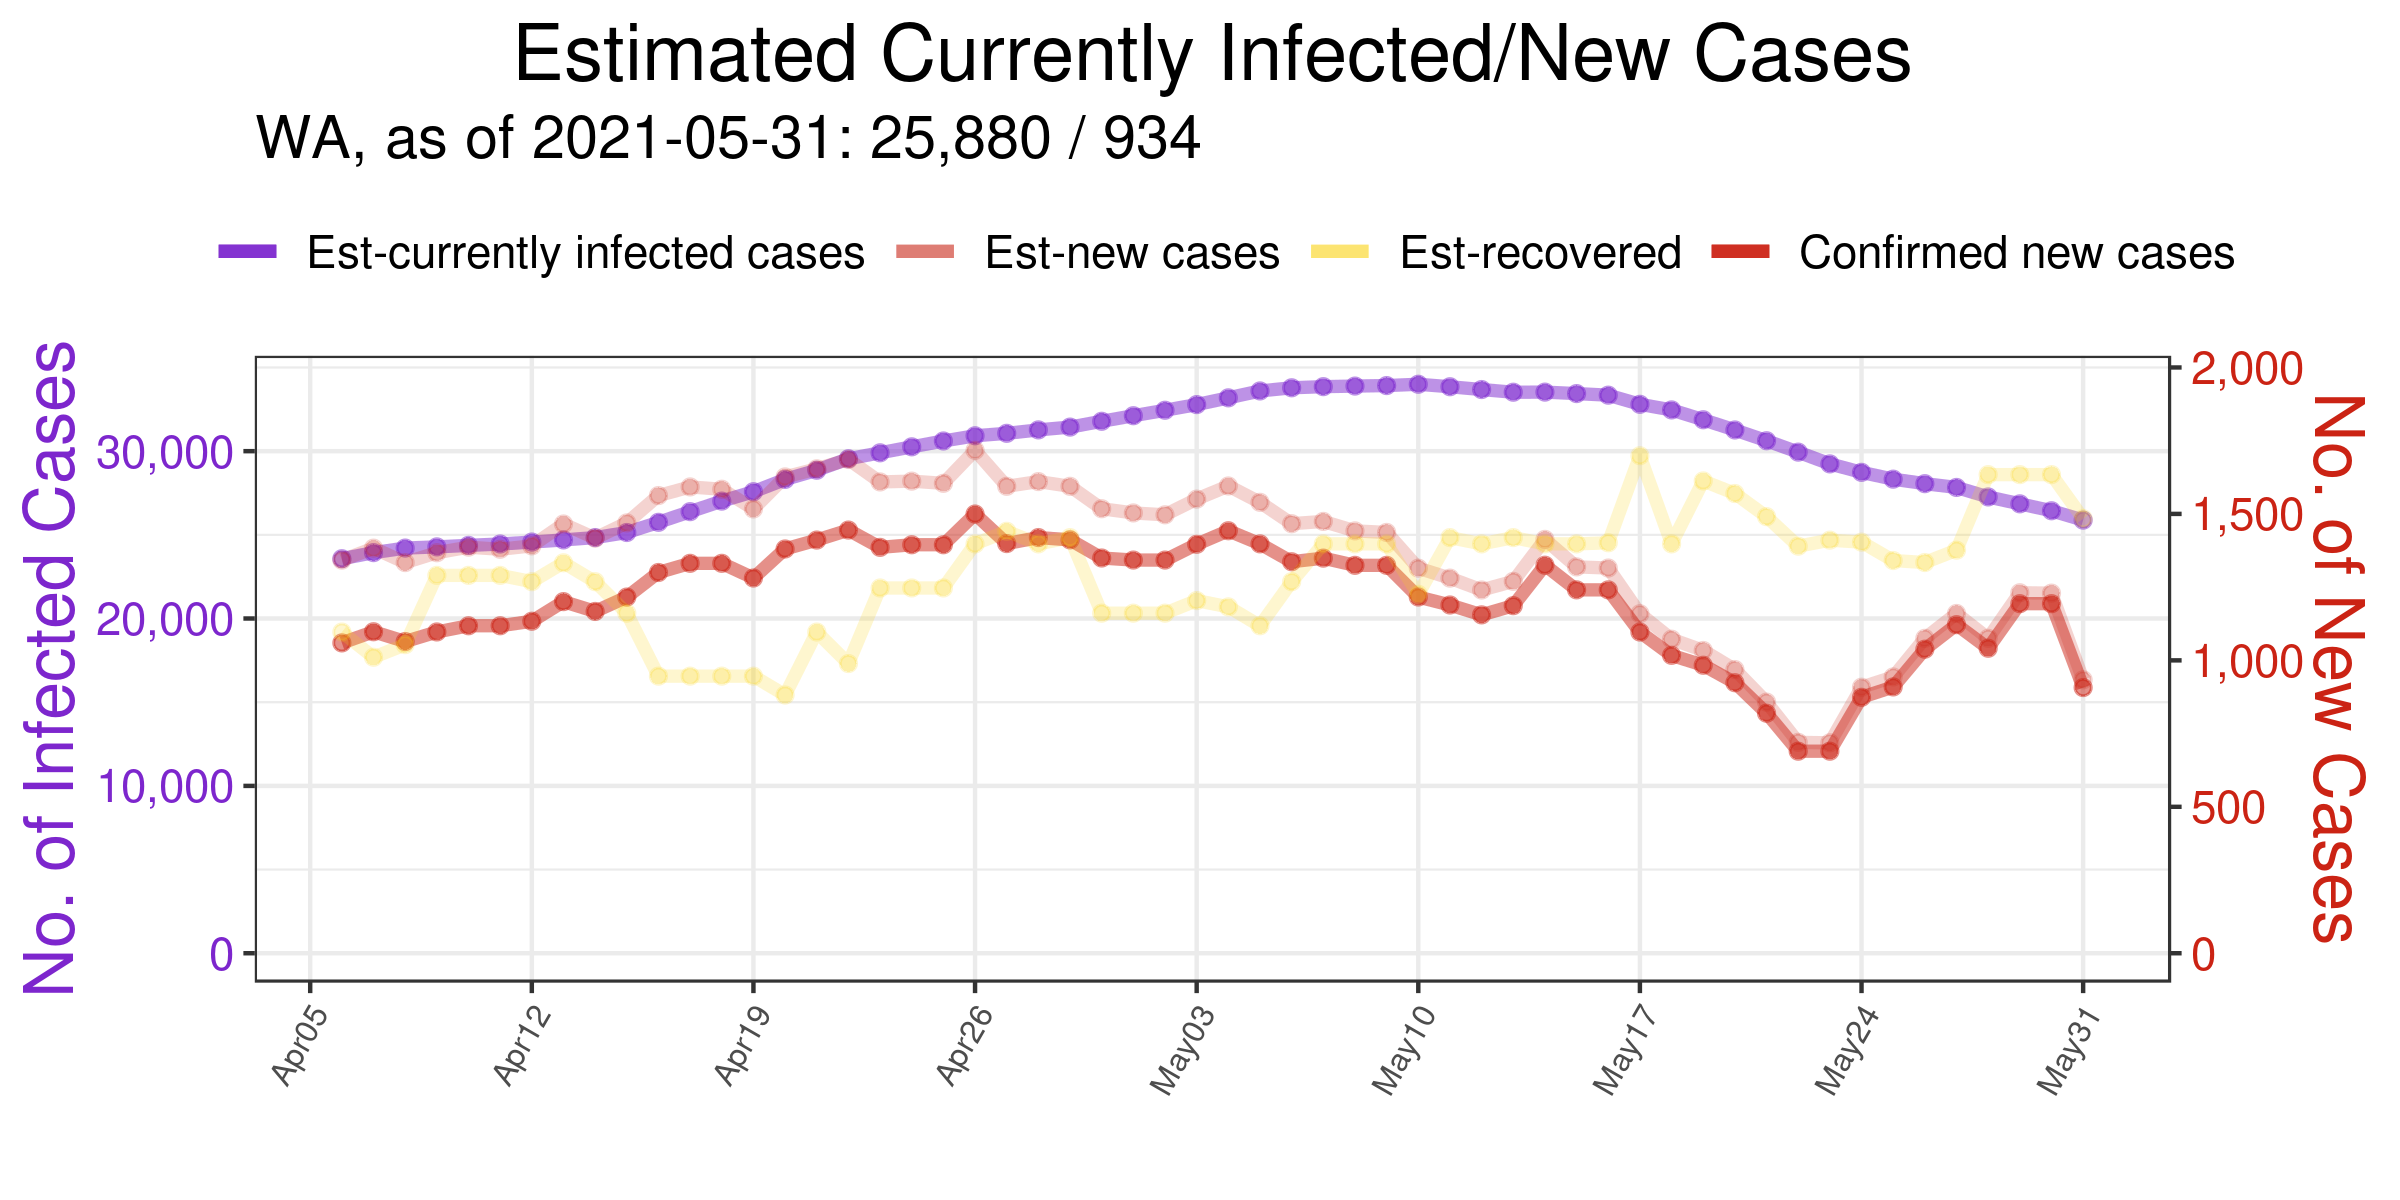 Estimated Currently Infected/New Cases
WA, as of 2021-05-31: 25,880 / 934
Est-currently infected cases Est-new cases Est-recovered Confirmed new cases
No. of Infected Cases
30,000
20,000
10,000
0
2,000
1,500
1,000
500
0
No. of New Cases
Apr05 Apr12 Apr19 Apr26 May03 May10 May17 May24 May31